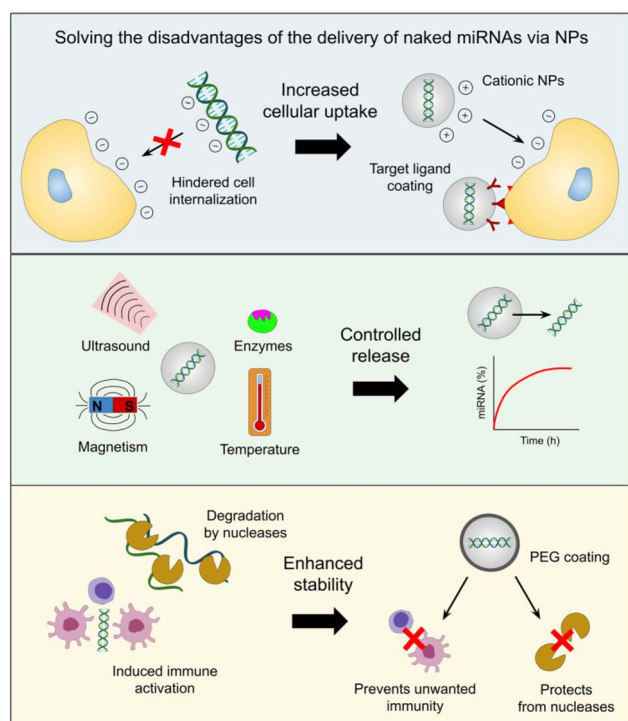 Solving the disadvantages of the delivery of naked miRNAs via NPs
Hindered cell
internalization
Increased
cellular uptake
Cationic NPs
Target ligand
coating
Ultrasound
Enzymes
N S
Magnetism
Temperature
Controlled
release
miRNA (%)
Time (h)
Degradation
by nucleases
Induced immune
activation
Enhanced
stability
PEG coating
Prevents unwanted
immunity
Protects
from nucleases